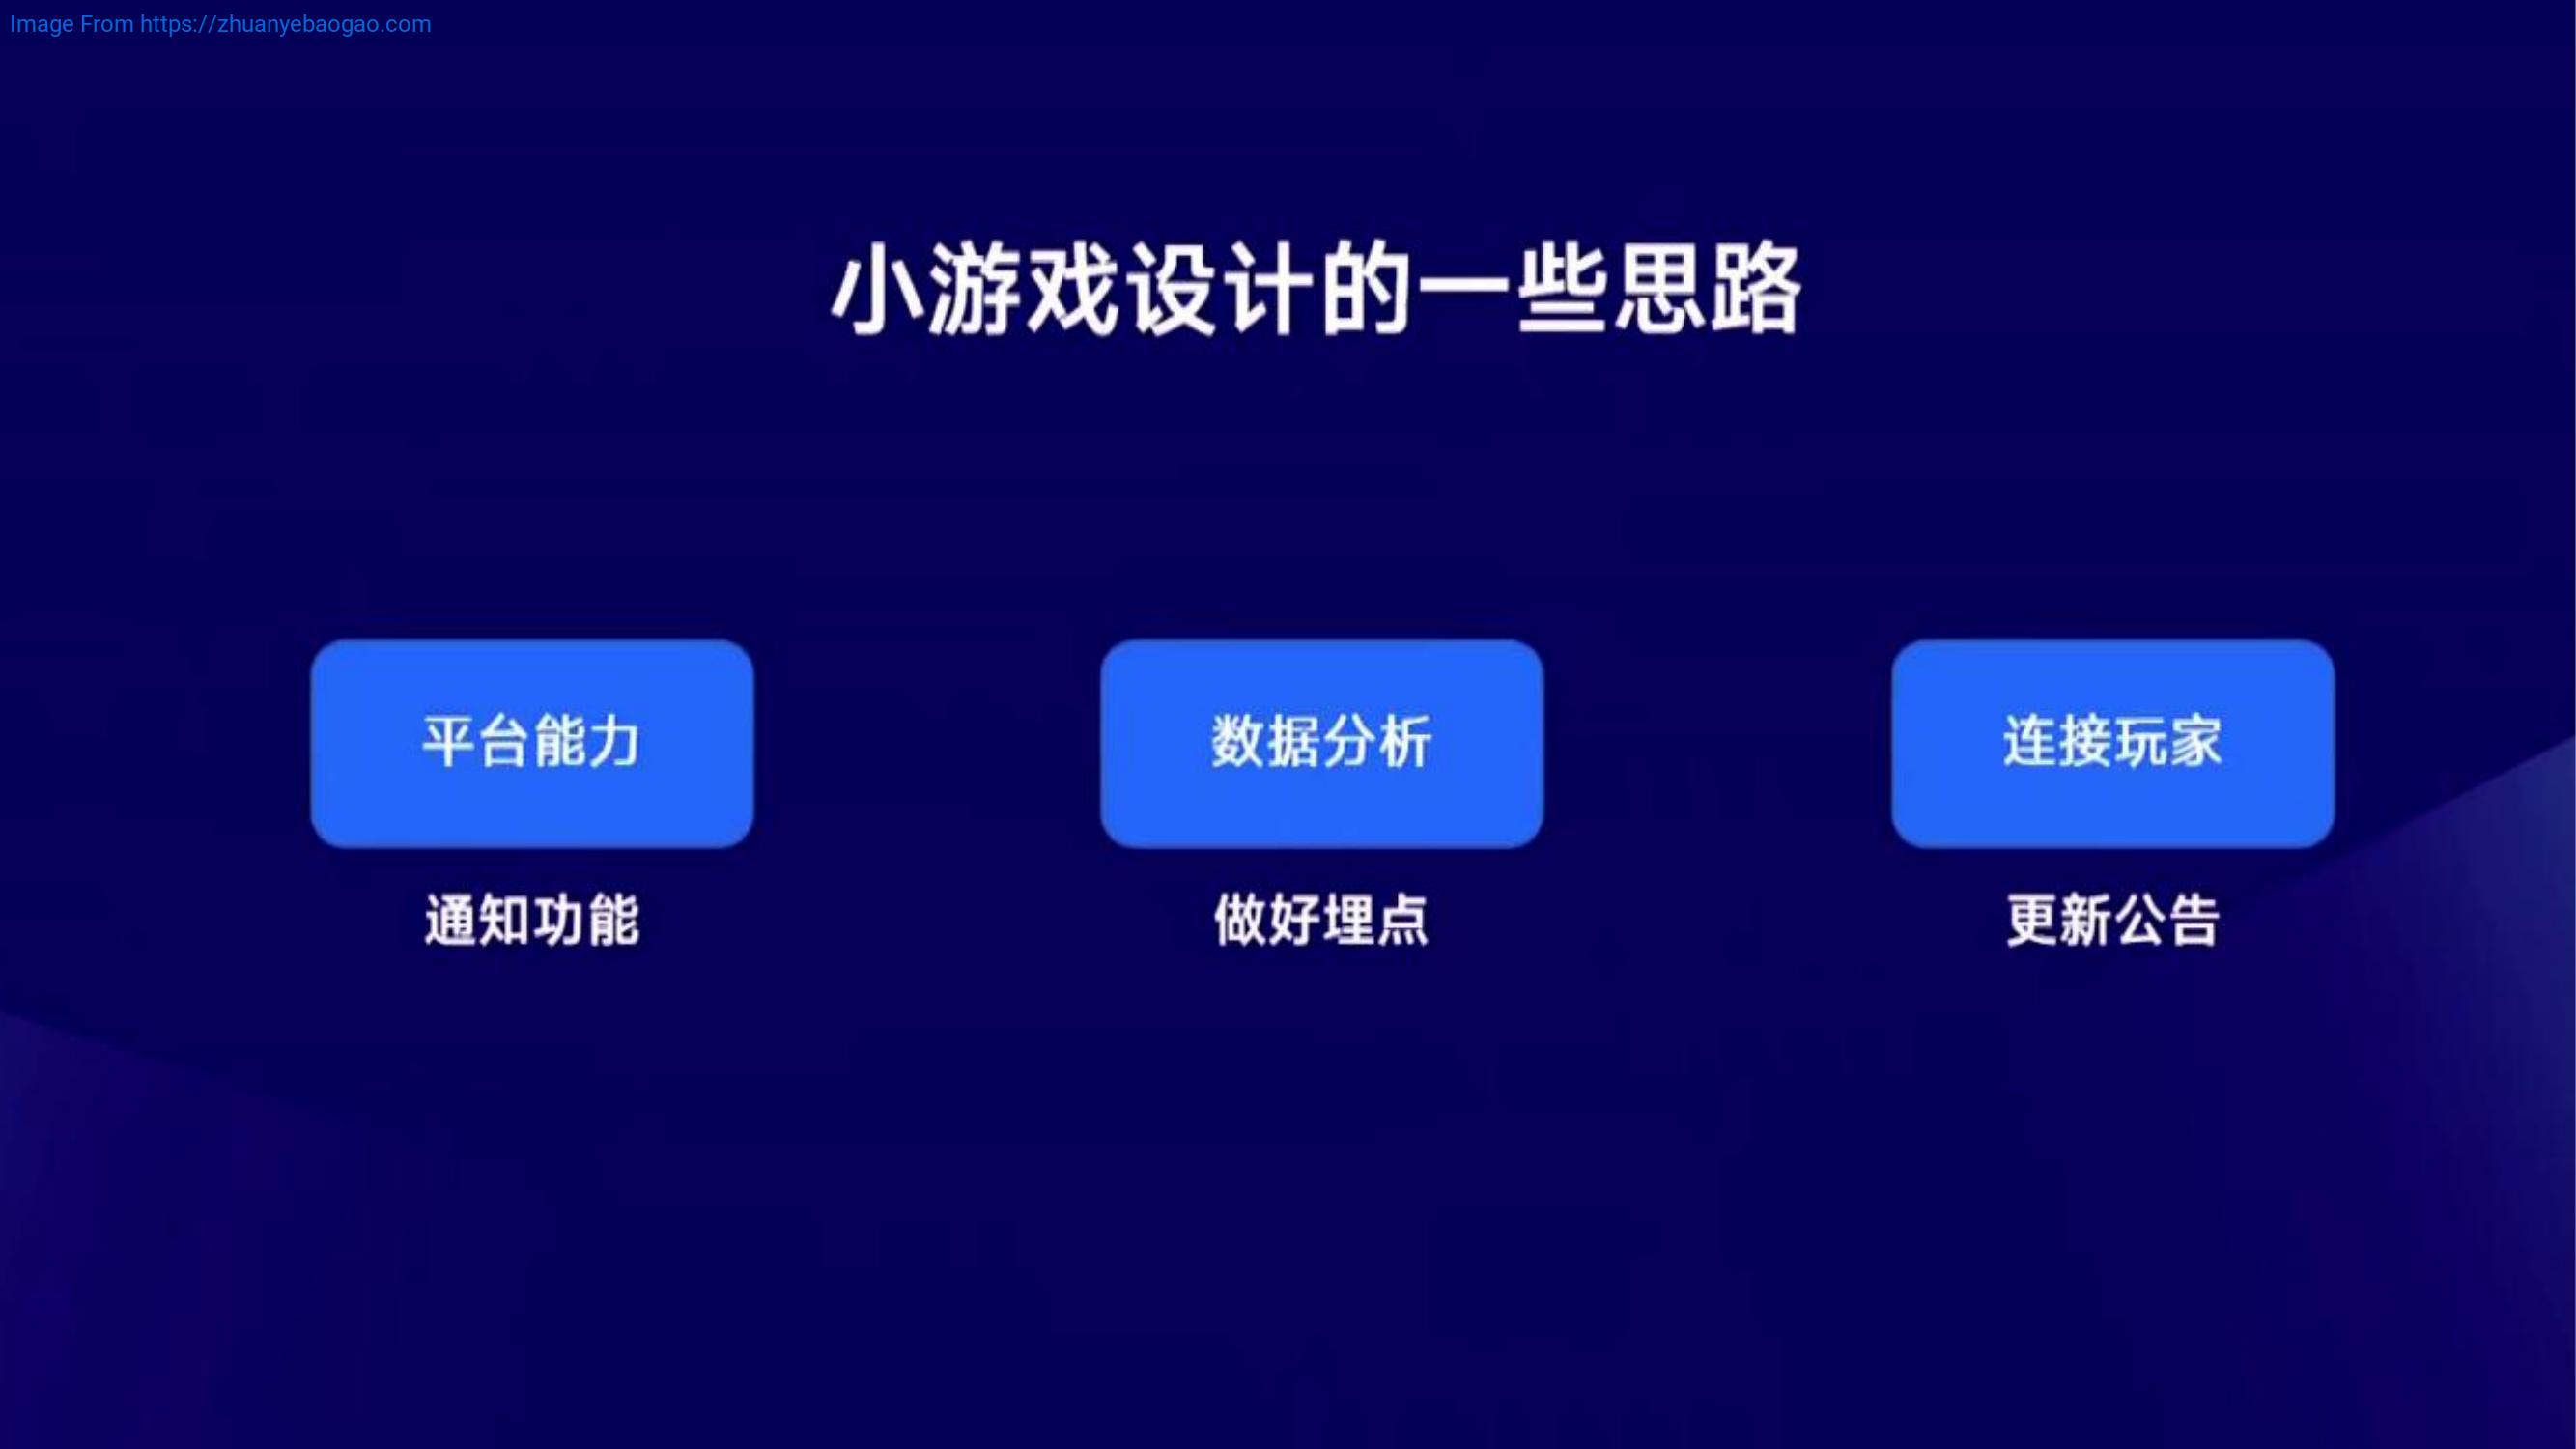 Image From https://zhuanyebaogao.com
小游戏设计的一些思路
平台能力
数据分析
连接玩家
通知功能
做好埋点
更新公告